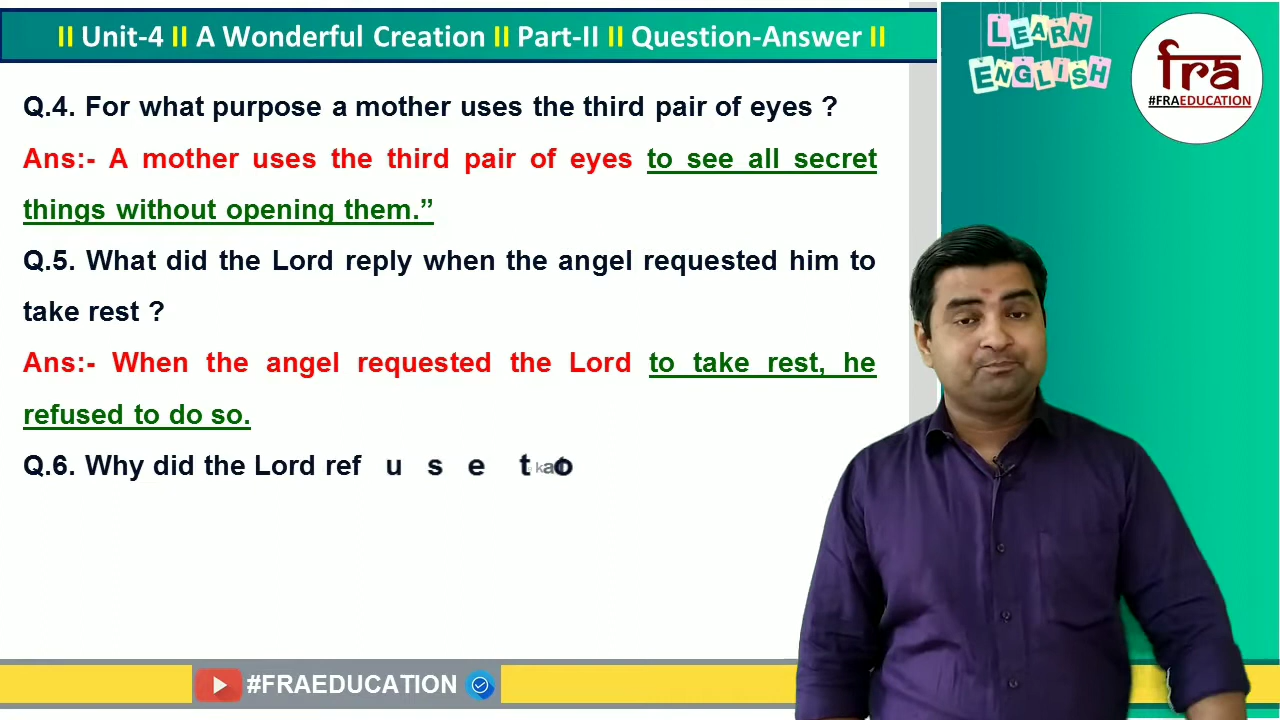 II Unit-4 II A Wonderful Creation II Part-II II Question-Answer II
LEARN
ENGLISH
fra
#FRAEDUCATION
Q.4. For what purpose a mother uses the third pair of eyes ?
Ans:- A mother uses the third pair of eyes to see all secret
things without opening them.”
Q.5. What did the Lord reply when the angel requested him to
take rest ?
Ans:- When the angel requested the Lord to take rest, he
refused to do so.
Q.6. Why did the Lord ref u s e to
#FRAEDUCATION